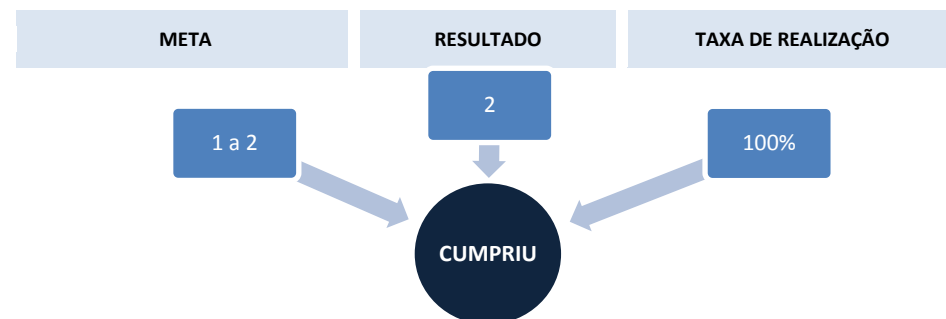 META RESULTADO TAXA DE REALIZAÇÃO
2
1 a 2 100%
CUMPRIU